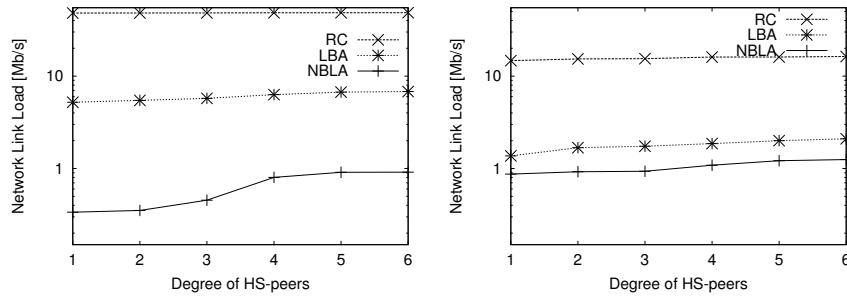 Network Link Load [Mb/s]
10
1
RC
LBA
NBLA
1 2 3 4 5 6
Degree of HS-peers
Network Link Load [Mb/s]
10
1
RC
LBA
NBLA
1 2 3 4 5 6
Degree of HS-peers